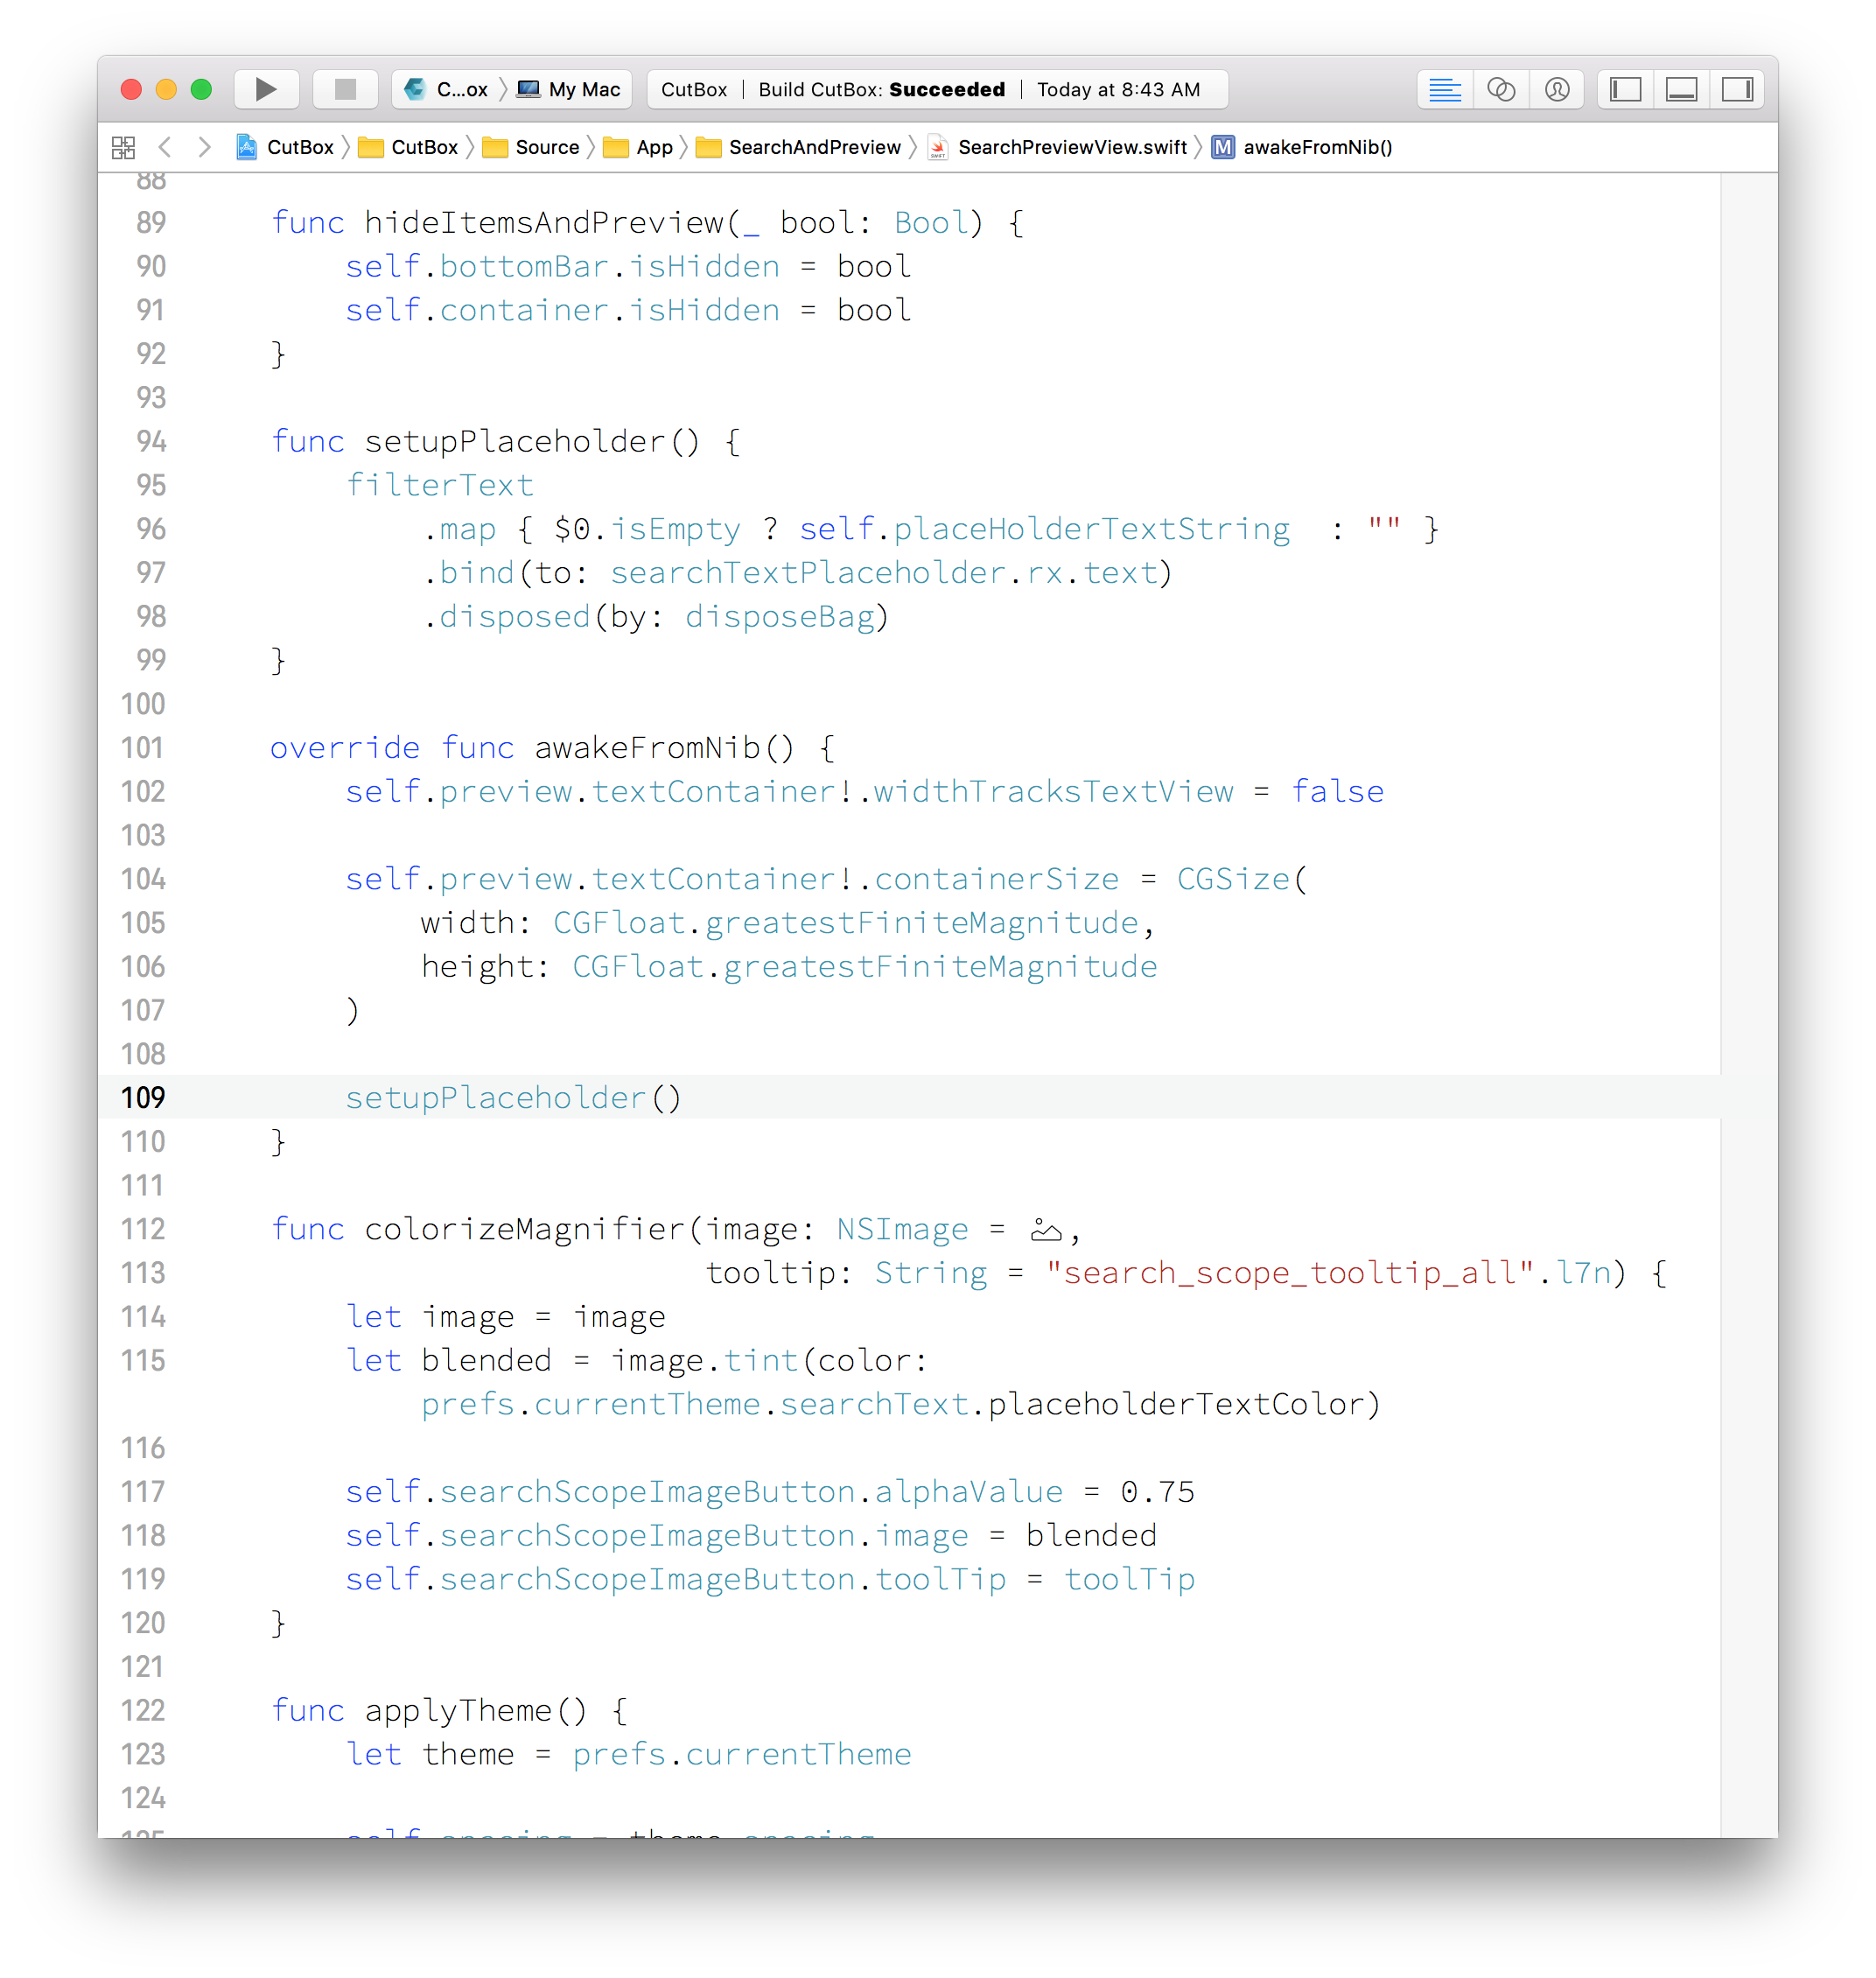 C...ox My Mac CutBox | Build CutBox: Succeeded | Today at 8:43 AM
CutBox CutBox Source App SearchAndPreview SearchPreviewView.swift M awakeFromNib()
88
89 func hideItemsAndPreview(_ bool: Bool) {
90 self.bottomBar.isHidden = bool
91 self.container.isHidden = bool
92 }
93
94 func setupPlaceholder() {
95 filterText
96 .map { $0.isEmpty ? self.placeHolderTextString  : "" }
97 .bind(to: searchTextPlaceholder.rx.text)
98 .disposed(by: disposeBag)
99 }
100
101 override func awakeFromNib() {
102 self.preview.textContainer!.widthTracksTextView = false
103
104 self.preview.textContainer!.containerSize = CGSize(
105 width: CGFloat.greatestFiniteMagnitude,
106 height: CGFloat.greatestFiniteMagnitude
107 )
108
109 setupPlaceholder()
110 }
111
112 func colorizeMagnifier(image: NSImage = ,
113 tooltip: String = "search_scope_tooltip_all".l7n) {
114 let image = image
115 let blended = image.tint(color:
prefs.currentTheme.searchText.placeholderTextColor)
116
117 self.searchScopeImageButton.alphaValue = 0.75
118 self.searchScopeImageButton.image = blended
119 self.searchScopeImageButton.toolTip = toolTip
120 }
121
122 func applyTheme() {
123 let theme = prefs.currentTheme
124
125 self.spacing = theme.spacing